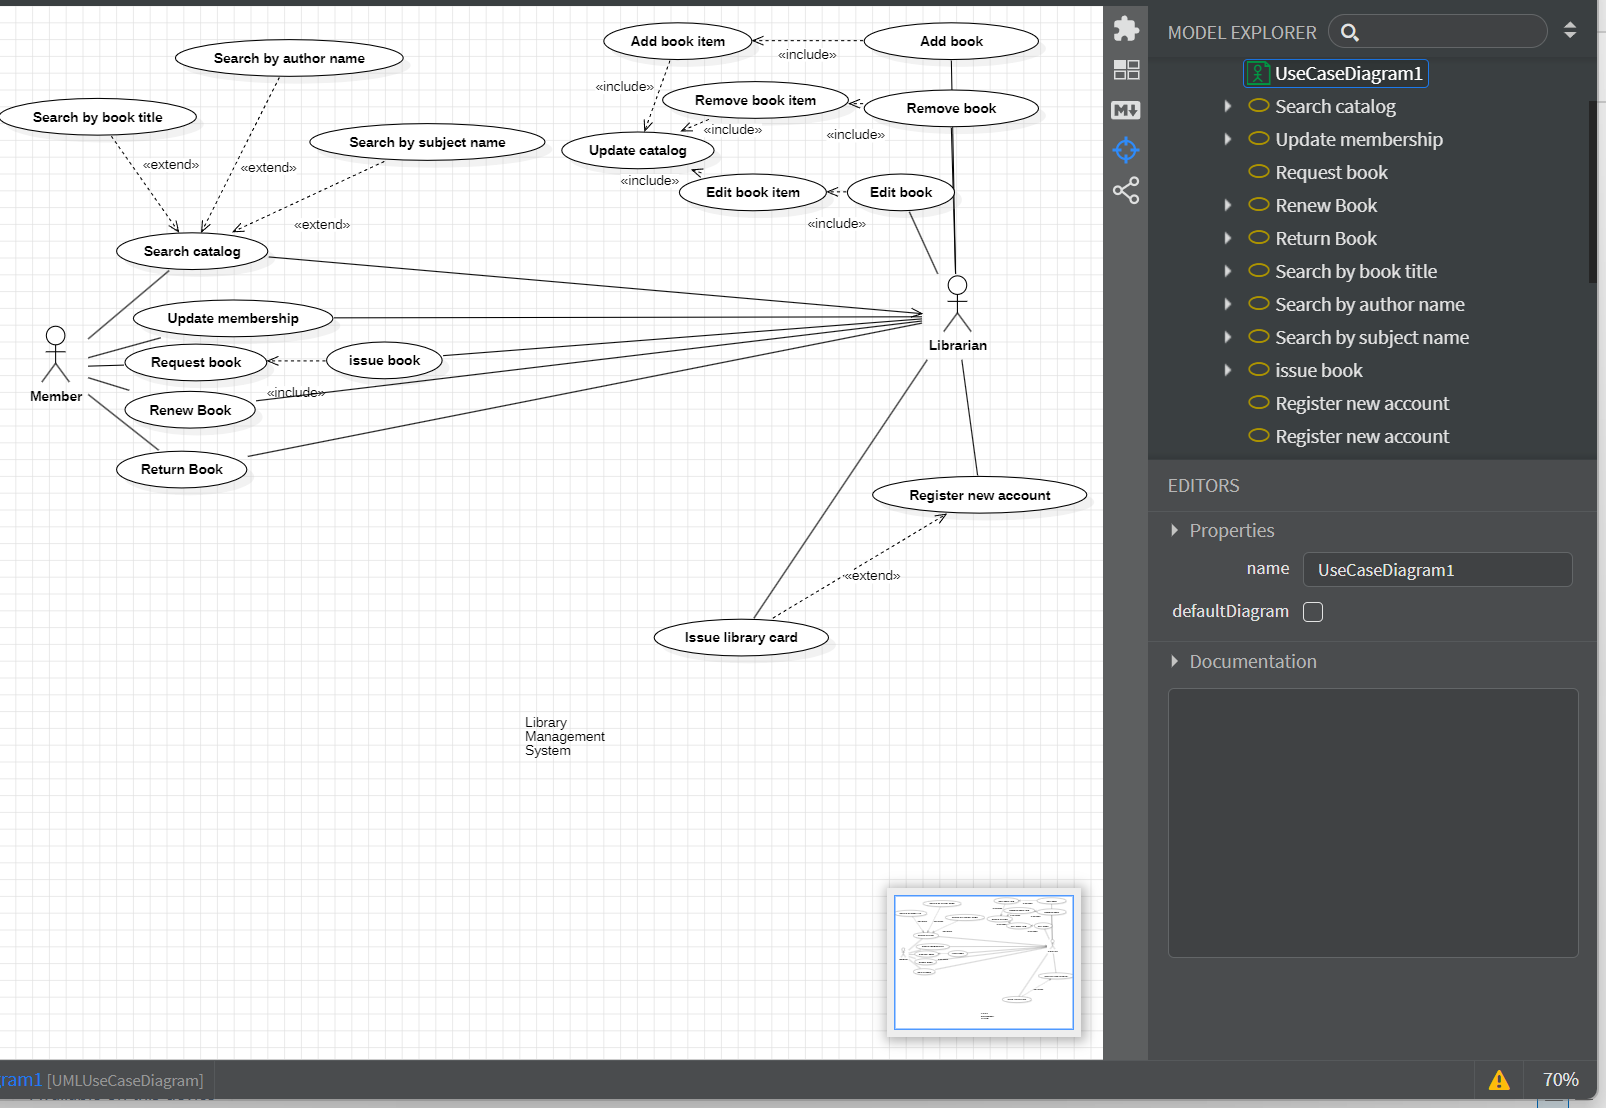 Add book item
Add book
«include»
Search by author name
«include»
Remove book item
Remove book
Search by book title
«include»
«include»
Search by subject name
Update catalog
«extend»
«extend»
«include»
Edit book item
Edit book
«extend»
«include»
Search catalog
Update membership
Librarian
Request book
issue book
Member
«include»
Renew Book
Return Book
Register new account
«extend»
Issue library card
Library
Management
System
MODEL EXPLORER
UseCaseDiagram1
Search catalog
Update membership
Request book
Renew Book
Return Book
Search by book title
Search by author name
Search by subject name
issue book
Register new account
Register new account
EDITORS
Properties
name
UseCaseDiagram1
defaultDiagram
Documentation
gram1 [UMLUseCaseDiagram]
70%